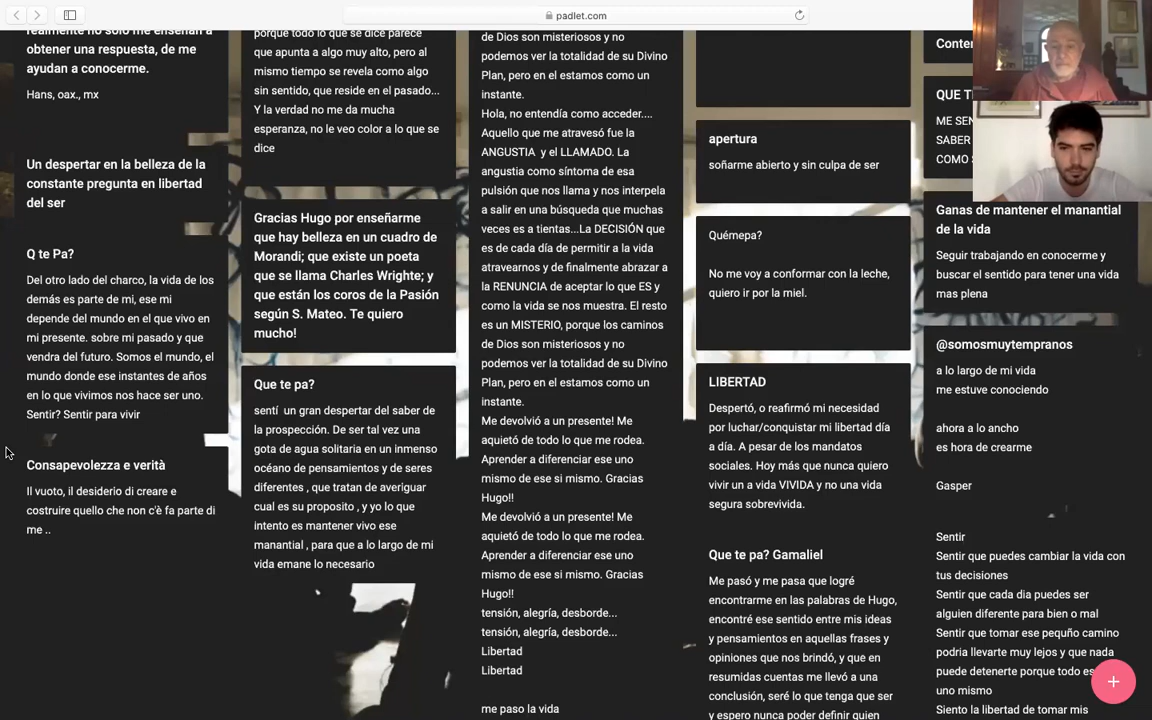 padlet.com
realmente no solo me enseñan a
obtener una respuesta, de me
ayudan a conocerme.
Hans, oax., mx
Un despertar en la belleza de la
constante pregunta en libertad
del ser
Q te Pa?
Del otro lado del charco, la vida de los
demás es parte de mi, ese mi
depende del mundo en el que vivo en
mi presente. sobre mi pasado y que
vendra del futuro. Somos el mundo, el
mundo donde ese instantes de años
en lo que vivimos nos hace ser uno.
Sentir? Sentir para vivir
Consapevolezza e verità
Il vuoto, il desiderio di creare e
costruire quello che non c'è fa parte di
me ..
porque todo lo que se dice parece
que apunta a algo muy alto, pero al
mismo tiempo se revela como algo
sin sentido, que reside en el pasado...
Y la verdad no me da mucha
esperanza, no le veo color a lo que se
dice
Gracias Hugo por enseñarme
que hay belleza en un cuadro de
Morandi; que existe un poeta
que se llama Charles Wrighte; y
que están los coros de la Pasión
según S. Mateo. Te quiero
mucho!
Que te pa?
sentí  un gran despertar del saber de
la prospección. De ser tal vez una
gota de agua solitaria en un inmenso
océano de pensamientos y de seres
diferentes , que tratan de averiguar
cual es su proposito , y yo lo que
intento es mantener vivo ese
manantial , para que a lo largo de mi
vida emane lo necesario
de Dios son misteriosos y no
podemos ver la totalidad de su Divino
Plan, pero en el estamos como un
instante.
Hola, no entendía como acceder....
Aquello que me atravesó fue la
ANGUSTIA  y el LLAMADO. La
angustia como síntoma de esa
pulsión que nos llama y nos interpela
a salir en una búsqueda que muchas
veces es a tientas...La DECISIÓN que
es de cada día de permitir a la vida
atravearnos y de finalmente abrazar a
la RENUNCIA de aceptar lo que ES y
como la vida se nos muestra. El resto
es un MISTERIO, porque los caminos
de Dios son misteriosos y no
podemos ver la totalidad de su Divino
Plan, pero en el estamos como un
instante.
Me devolvió a un presente! Me
aquietó de todo lo que me rodea.
Aprender a diferenciar ese uno
mismo de ese si mismo. Gracias
Hugo!!
Me devolvió a un presente! Me
aquietó de todo lo que me rodea.
Aprender a diferenciar ese uno
mismo de ese si mismo. Gracias
Hugo!!
tensión, alegría, desborde...
tensión, alegría, desborde...
Libertad
Libertad
me paso la vida
apertura
soñarme abierto y sin culpa de ser
Quémepa?
No me voy a conformar con la leche,
quiero ir por la miel.
LIBERTAD
Despertó, o reafirmó mi necesidad
por luchar/conquistar mi libertad día
a día. A pesar de los mandatos
sociales. Hoy más que nunca quiero
vivir un a vida VIVIDA y no una vida
segura sobrevivida.
Que te pa? Gamaliel
Me pasó y me pasa que logré
encontrarme en las palabras de Hugo,
encontré ese sentido entre mis ideas
y pensamientos en aquellas frases y
opiniones que nos brindó, y que en
resumidas cuentas me llevó a una
conclusión, seré lo que tenga que ser
y espero nunca poder definir quien
QUE
SABER
Ganas de mantener el manantial
de la vida
Seguir trabajando en conocerme y
buscar el sentido para tener una vida
mas plena
@somosmuytempranos
a lo largo de mi vida
me estuve conociendo
ahora a lo ancho
es hora de crearme
Gasper
Sentir
Sentir que puedes cambiar la vida con
tus decisiones
Sentir que cada dia puedes ser
alguien diferente para bien o mal
Sentir que tomar ese pequño camino
podria llevarte muy lejos y que nada
puede detenerte porque todo
uno mismo
Siento la libertad de tomar mis